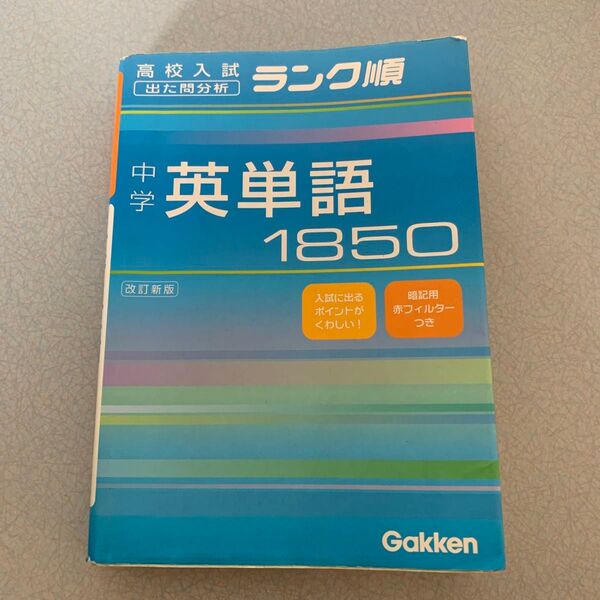 高校入試
出た問分析
ランク順
中学
英単語
1850
改訂新版
入試に出る
ポイントが
くわしい！
暗記用
赤フィルター
つき
Gakken